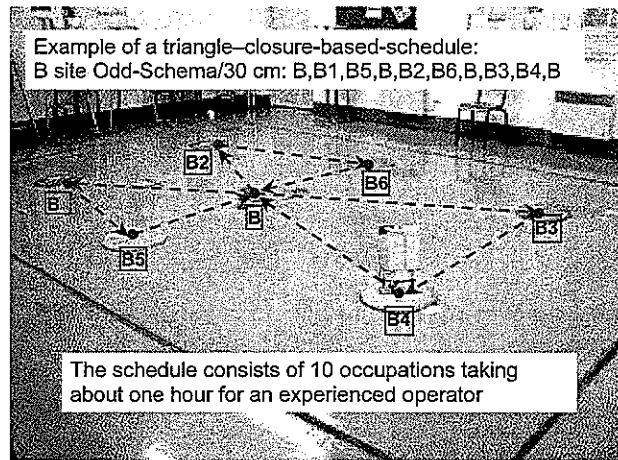 Example of a triangle–closure-based-schedule:
B site Odd-Schema/30 cm: B,B1,B5,B,B2,B6,B,B3,B4,B
B2
B6
B
B
B3
B5
B4
The schedule consists of 10 occupations taking
about one hour for an experienced operator